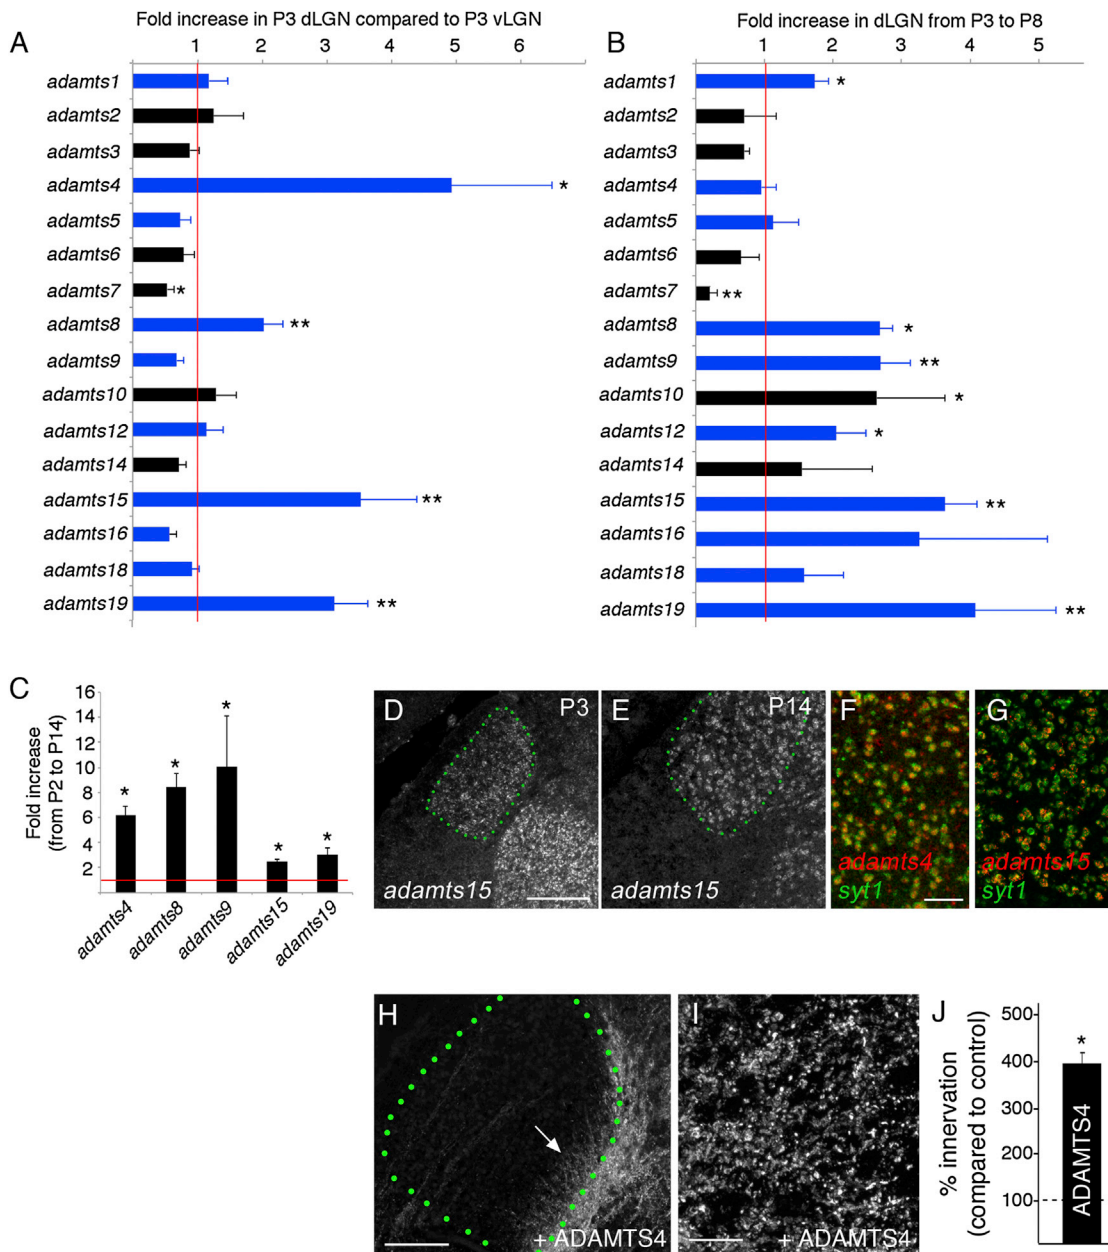 A
Fold increase in P3 dLGN compared to P3 vLGN
1 2 3 4 5 6
adamts1
adamts2
adamts3
adamts4 *
adamts5
adamts6
adamts7 *
adamts8 **
adamts9
adamts10
adamts12
adamts14
adamts15 **
adamts16
adamts18
adamts19 **
B
Fold increase in dLGN from P3 to P8
1 2 3 4 5
adamts1 *
adamts2
adamts3
adamts4
adamts5
adamts6
adamts7 **
adamts8 *
adamts9 **
adamts10 *
adamts12 *
adamts14
adamts15 **
adamts16
adamts18
adamts19 **
C
Fold increase
(from P2 to P14)
16
14
12
10
8
6
4
2
* * * * *
adamts4
adamts8
adamts9
adamts15
adamts19
D P3
adamts15
E P14
adamts15
F
adamts4
syt1
G
adamts15
syt1
H
+ ADAMTS4
I
+ ADAMTS4
J
% innervation
(compared to control)
500
400
300
200
100
*
ADAMTS4